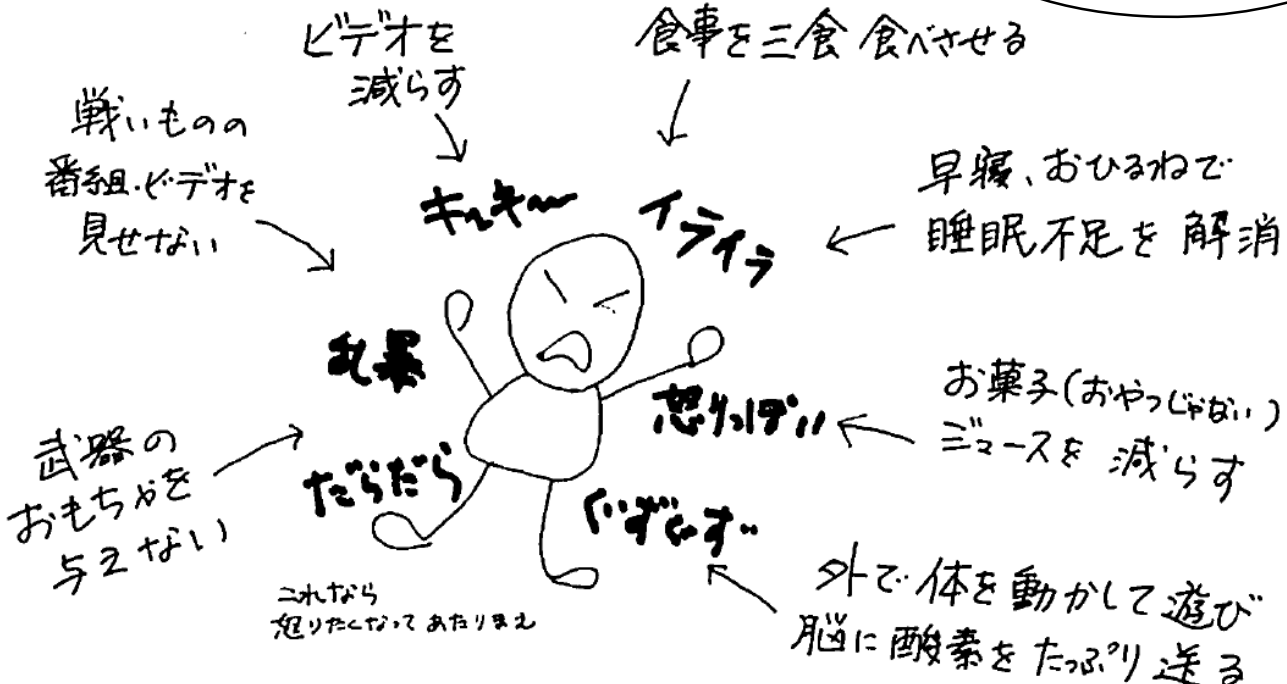 ビデオを
減らす
食事を三食 食べさせる
戦いものの
番組・ビデオを
見せない
早寝、おひるねで
睡眠不足を 解消
キーキー
イライラ
乱暴
怒りっぽい
お菓子(おやつじゃない)
ジュースを 減らす
武器の
おもちゃを
与えない
だらだら
ぐずぐず
これなら
怒りたくなって あたりまえ
外で 体を 動かして 遊び
脳に 酸素を たっぷり 送る